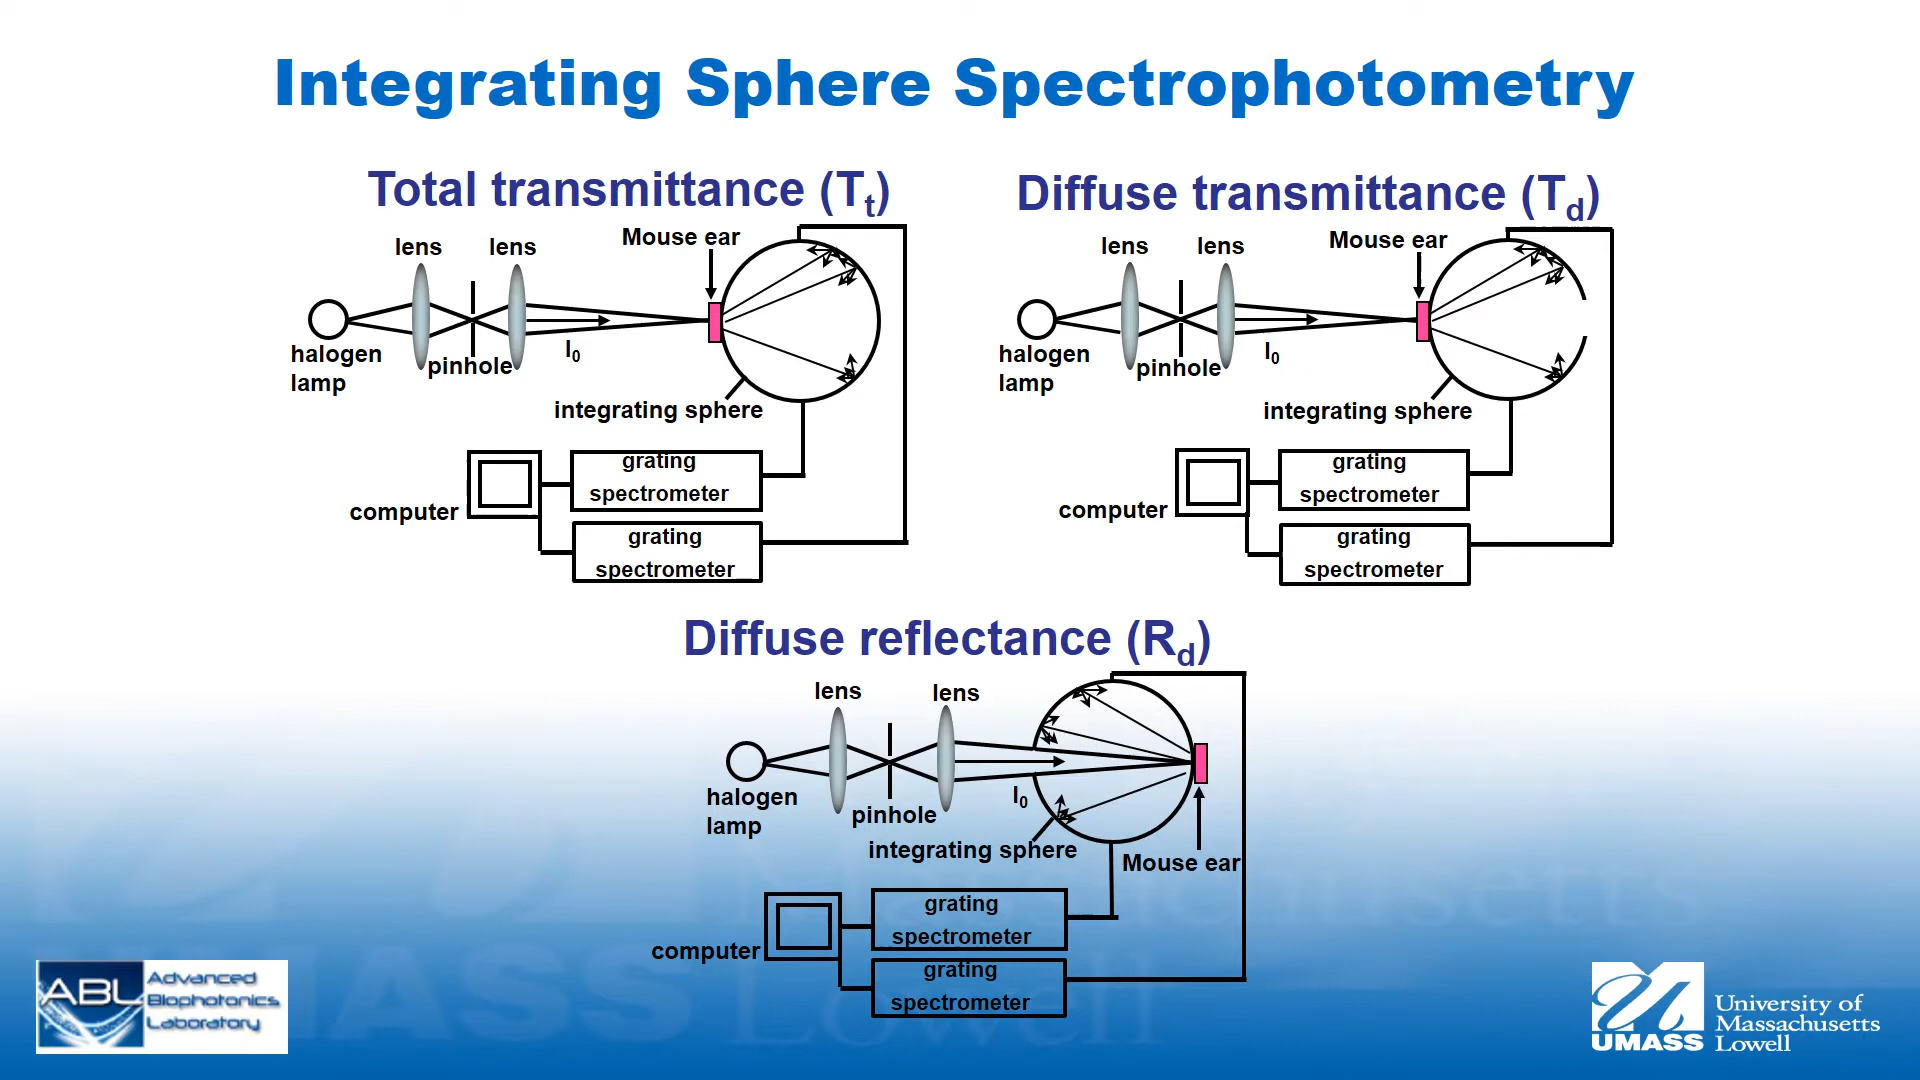 Integrating Sphere Spectrophotometry
Total transmittance (Tt)
lens
lens
Mouse ear
halogen
lamp
pinhole
I0
integrating sphere
computer
grating
spectrometer
grating
spectrometer
Diffuse transmittance (Td)
lens
lens
Mouse ear
halogen
lamp
pinhole
I0
integrating sphere
computer
grating
spectrometer
grating
spectrometer
Diffuse reflectance (Rd)
lens
lens
halogen
lamp
pinhole
I0
integrating sphere
Mouse ear
computer
grating
spectrometer
grating
spectrometer
Massachusetts
UMASS Lowell
ABL
Advanced
Biophotonics
Laboratory
UMASS
University of
Massachusetts
Lowell